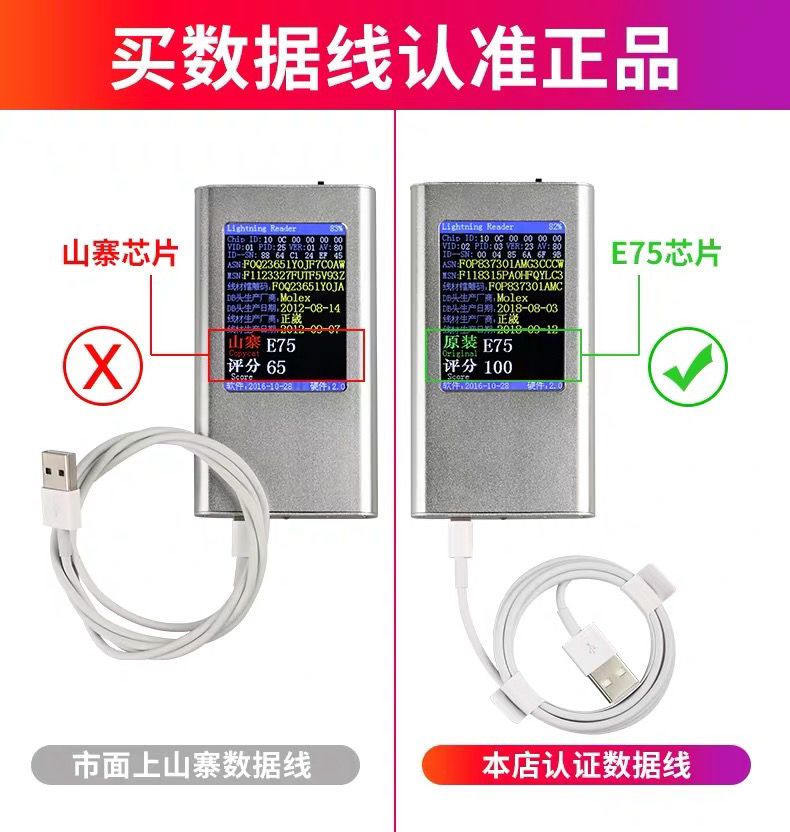 买数据线认准正品
山寨芯片
Lightning Reader 83%
Chip ID:10 0C 00 00 00 00
VID:01 PID:25 VER:01 AV:80
ID--SN: 88 64 C1 24 EF 45
ASN:F0Q23651Y0JF7C0AW
MSN:F1123327FUTF5V93Z
线材镭雕码:F0Q23651Y0JA
DB头生产厂商:Molex
DB头生产日期:2012-08-14
线材生产厂商:正崴
线材生产日期:2012-09-07
山寨 E75
Copycat
评分 65
Score
软件:2016-10-28 硬件:2.0
E75芯片
Lightning Reader 82%
Chip ID:10 0C 00 00 00 00
VID:02 PID:03 VER:23 AV:80
ID--SN: 00 04 85 6A 6F 9B
ASN:F0P837301AMG3CCCW
MSN:F118315PA0HFQYLC3
线材镭雕码:F0P837301AMC
DB头生产厂商:Molex
DB头生产日期:2018-08-03
线材生产厂商:正崴
线材生产日期:2018-09-12
原装 E75
Original
评分 100
Score
软件:2016-10-28 硬件:2.0
市面上山寨数据线
本店认证数据线